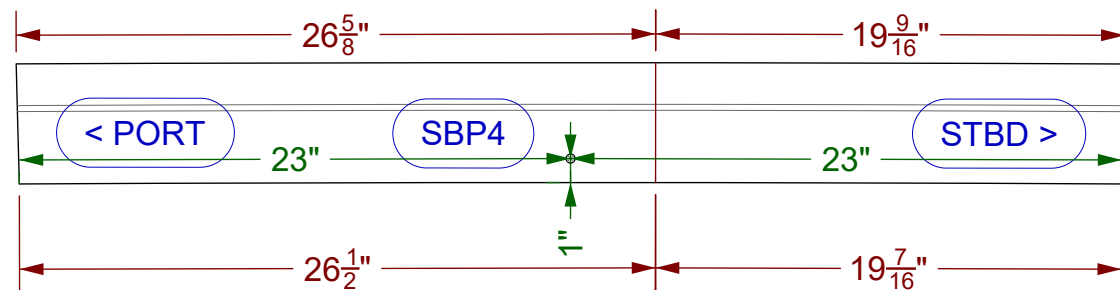 26 5/8" 19 9/16"
< PORT SBP4 STBD >
23" 23"
1"
26 1/2" 19 7/16"